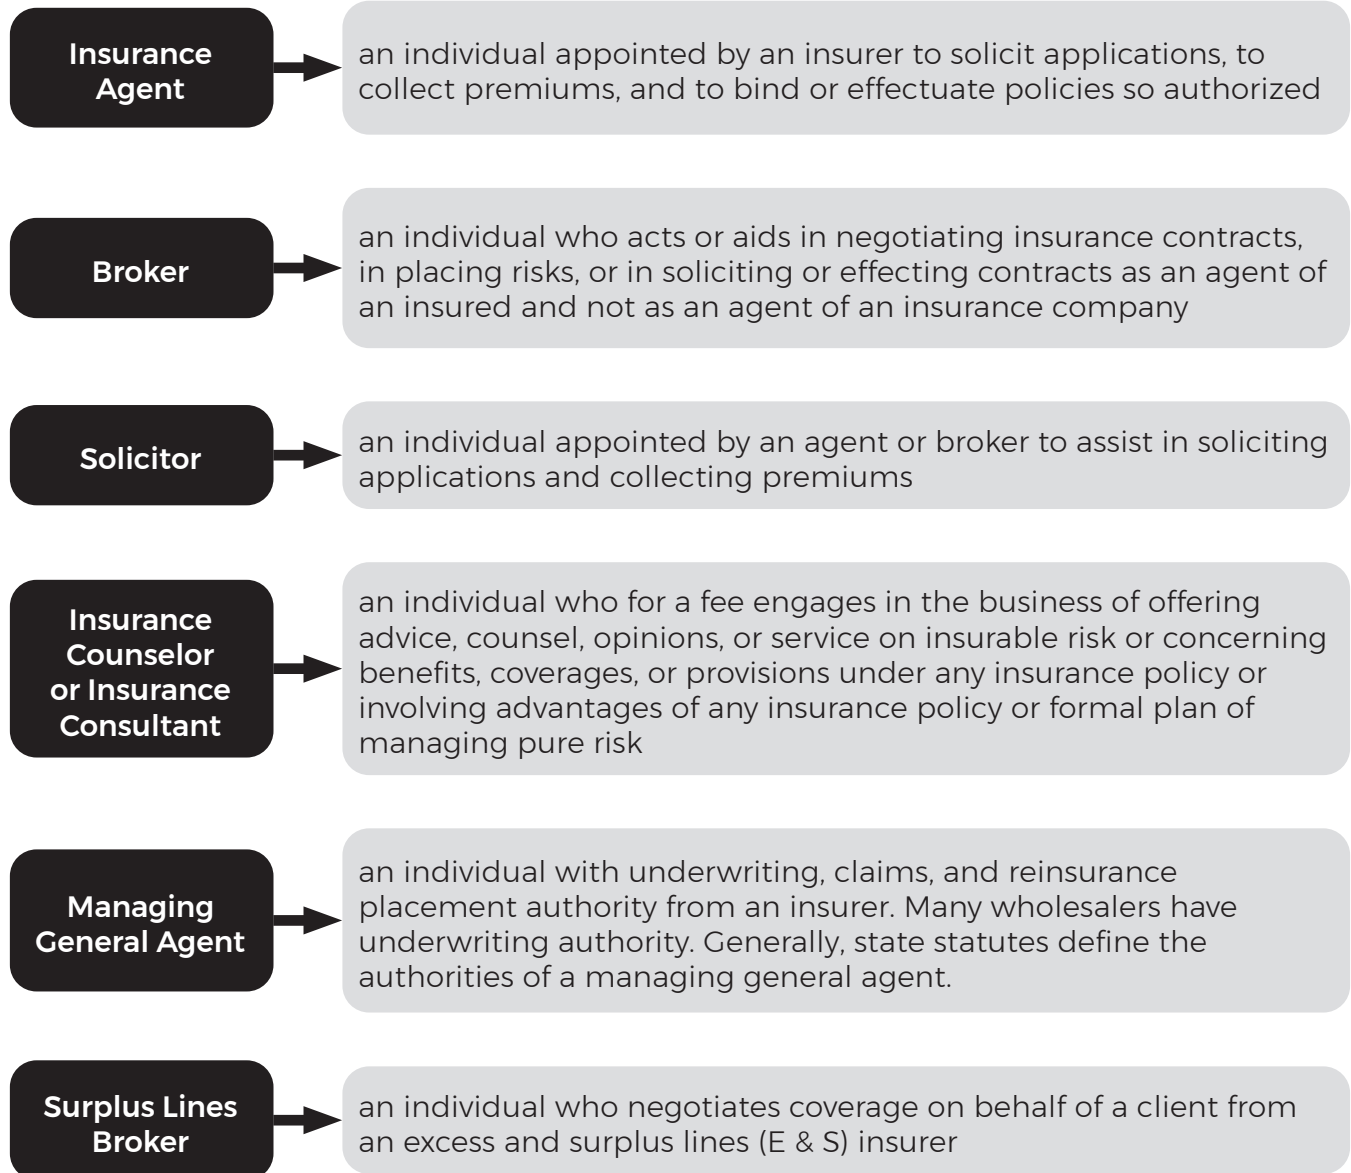 Insurance
Agent
an individual appointed by an insurer to solicit applications, to
collect premiums, and to bind or effectuate policies so authorized
Broker
an individual who acts or aids in negotiating insurance contracts,
in placing risks, or in soliciting or effecting contracts as an agent of
an insured and not as an agent of an insurance company
Solicitor
an individual appointed by an agent or broker to assist in soliciting
applications and collecting premiums
Insurance
Counselor
or Insurance
Consultant
an individual who for a fee engages in the business of offering
advice, counsel, opinions, or service on insurable risk or concerning
benefits, coverages, or provisions under any insurance policy or
involving advantages of any insurance policy or formal plan of
managing pure risk
Managing
General Agent
an individual with underwriting, claims, and reinsurance
placement authority from an insurer. Many wholesalers have
underwriting authority. Generally, state statutes define the
authorities of a managing general agent.
Surplus Lines
Broker
an individual who negotiates coverage on behalf of a client from
an excess and surplus lines (E & S) insurer